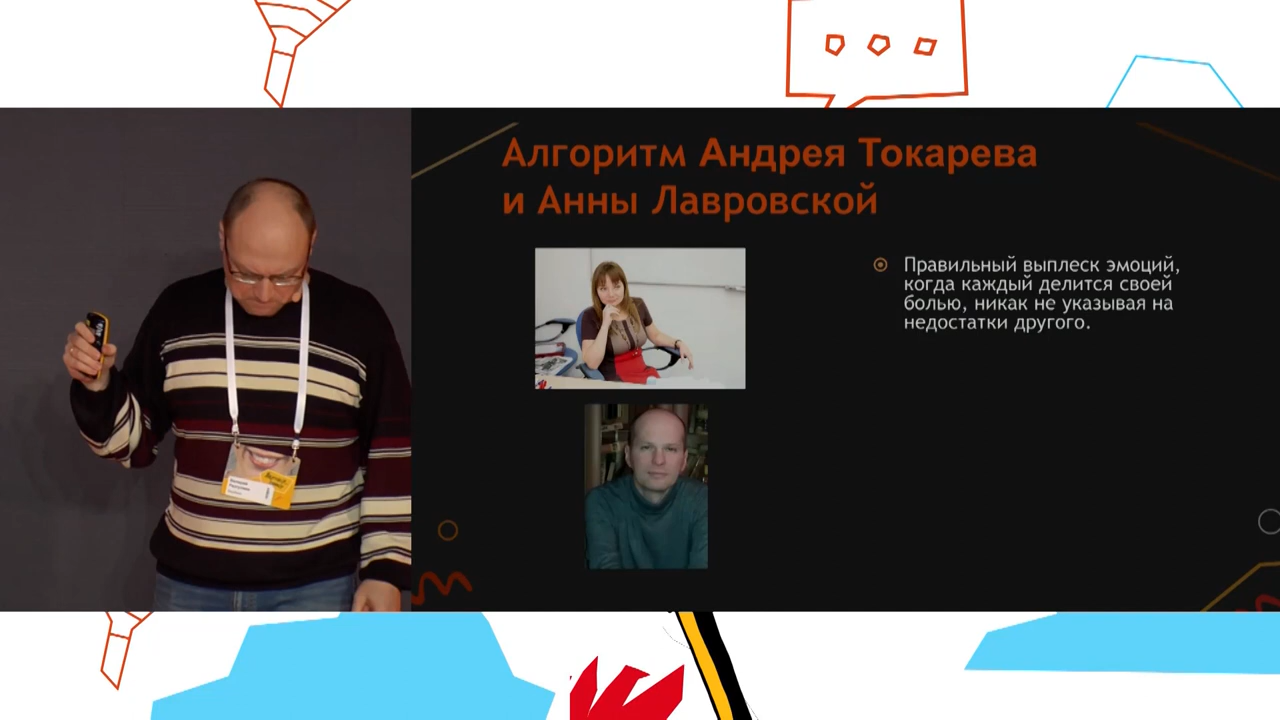 Алгоритм Андрея Токарева
и Анны Лавровской
Правильный выплеск эмоций,
когда каждый делится своей
болью, никак не указывая на
недостатки другого.